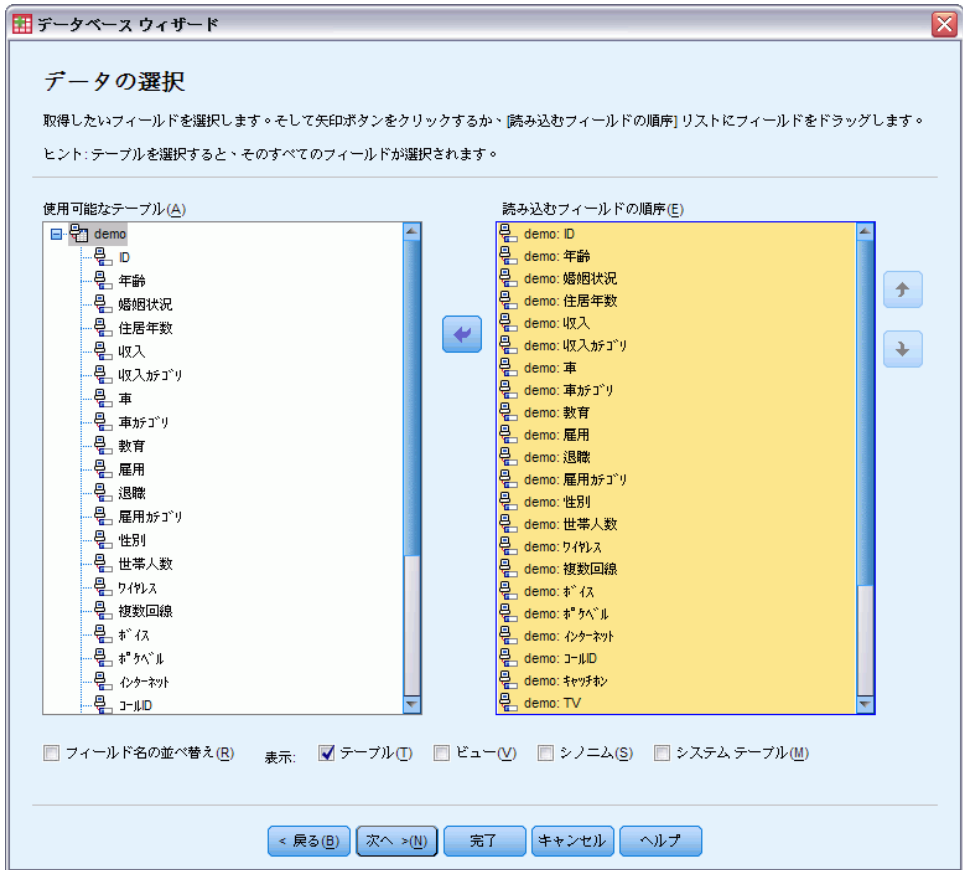 データベース ウィザード
データの選択
取得したいフィールドを選択します。そして矢印ボタンをクリックするか、[読み込むフィールドの順序] リストにフィールドをドラッグします。
ヒント: テーブルを選択すると、そのすべてのフィールドが選択されます。
使用可能なテーブル(A)
demo
ID
年齢
婚姻状況
住居年数
収入
収入ｶﾃｺﾞﾘ
車
車ｶﾃｺﾞﾘ
教育
雇用
退職
雇用ｶﾃｺﾞﾘ
性別
世帯人数
ﾜｲﾔﾚｽ
複数回線
ﾎﾞｲｽ
ﾎﾟｹﾍﾞﾙ
ｲﾝﾀｰﾈｯﾄ
ｺｰﾙID
読み込むフィールドの順序(E)
demo: ID
demo: 年齢
demo: 婚姻状況
demo: 住居年数
demo: 収入
demo: 収入ｶﾃｺﾞﾘ
demo: 車
demo: 車ｶﾃｺﾞﾘ
demo: 教育
demo: 雇用
demo: 退職
demo: 雇用ｶﾃｺﾞﾘ
demo: 性別
demo: 世帯人数
demo: ﾜｲﾔﾚｽ
demo: 複数回線
demo: ﾎﾞｲｽ
demo: ﾎﾟｹﾍﾞﾙ
demo: ｲﾝﾀｰﾈｯﾄ
demo: ｺｰﾙID
demo: ｷｬｯﾁﾎﾝ
demo: TV
フィールド名の並べ替え(R) 表示: テーブル(T) ビュー(V) シノニム(S) システム テーブル(M)
< 戻る(B) 次へ >(N) 完了 キャンセル ヘルプ